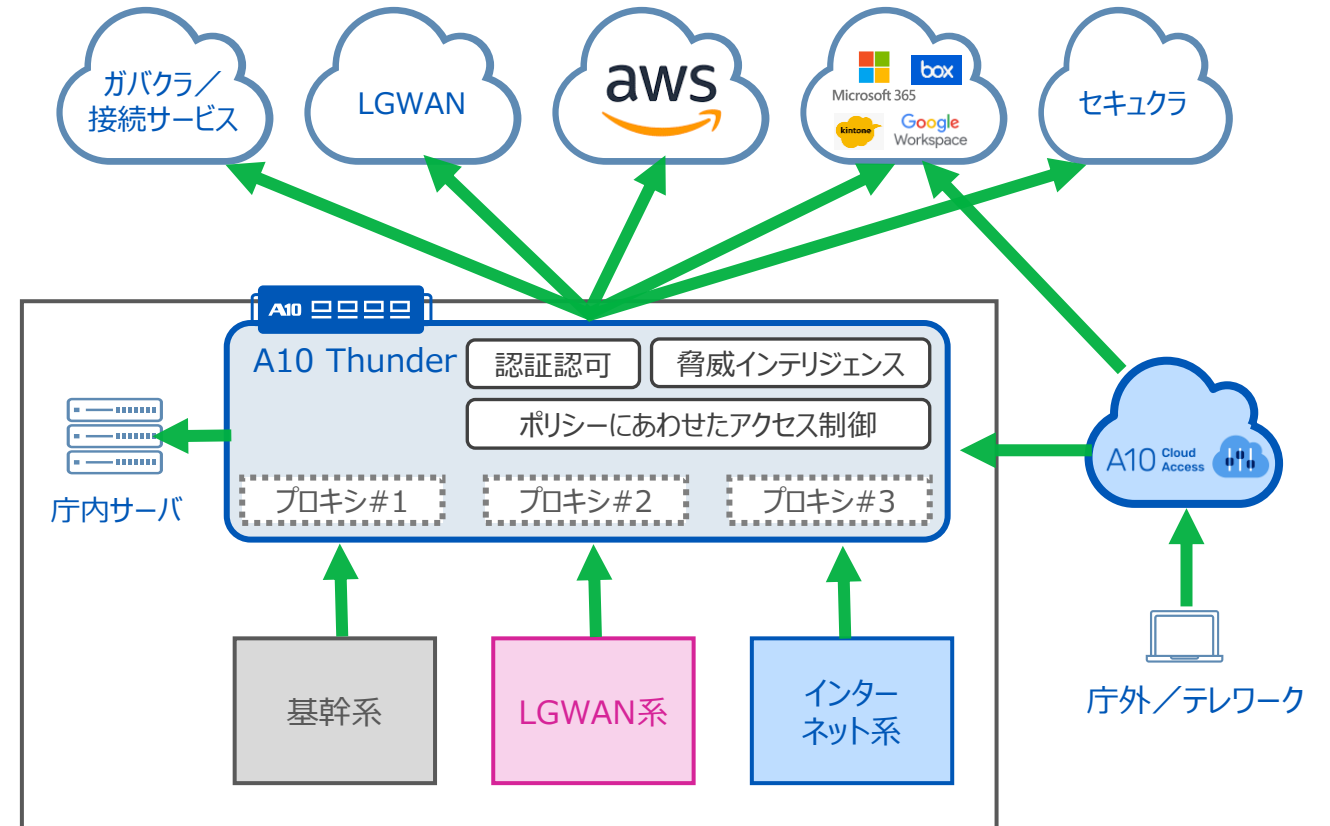 ガバクラ／
接続サービス
LGWAN
aws
Microsoft 365
box
kintone
Google
Workspace
セキュクラ
A10
A10 Thunder
認証認可
脅威インテリジェンス
ポリシーにあわせたアクセス制御
プロキシ#1
プロキシ#2
プロキシ#3
庁内サーバ
A10 Cloud
Access
基幹系
LGWAN系
インター
ネット系
庁外／テレワーク